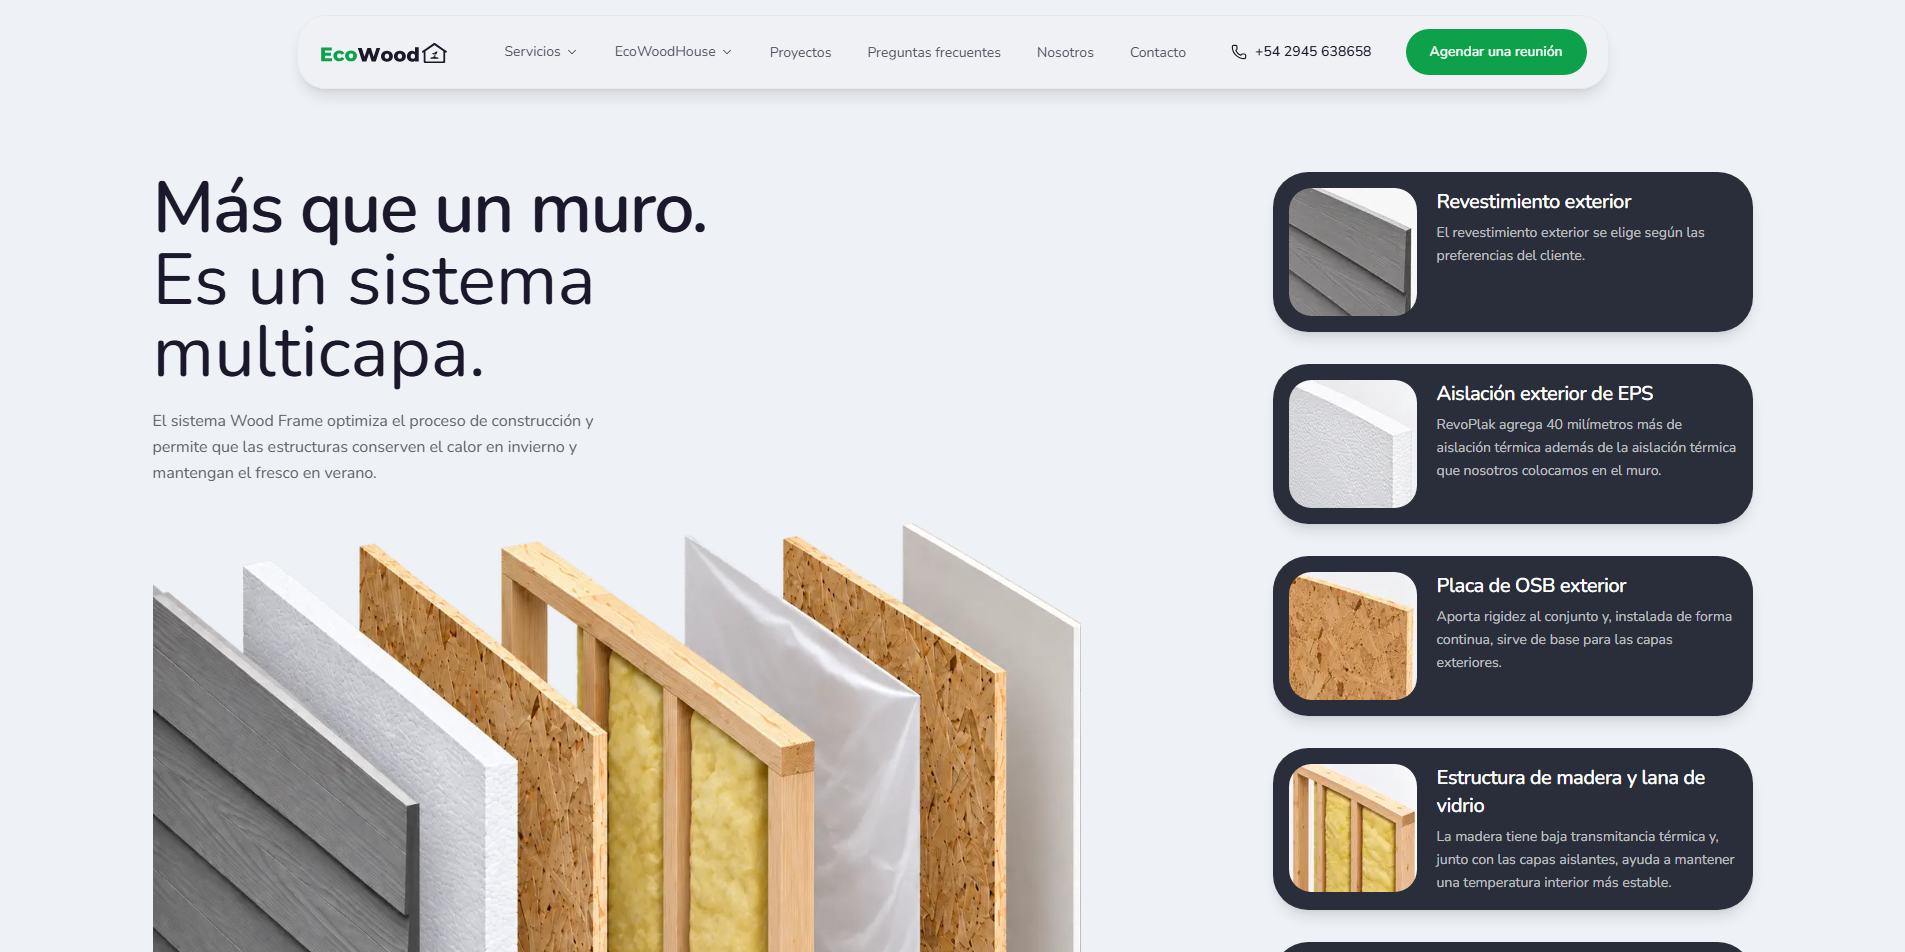 EcoWood
Servicios
EcoWoodHouse
Proyectos
Preguntas frecuentes
Nosotros
Contacto
+54 2945 638658
Agendar una reunión
Más que un muro.
Es un sistema
multicapa.
El sistema Wood Frame optimiza el proceso de construcción y
permite que las estructuras conserven el calor en invierno y
mantengan el fresco en verano.
Revestimiento exterior
El revestimiento exterior se elige según las
preferencias del cliente.
Aislación exterior de EPS
RevoPlak agrega 40 milímetros más de
aislación térmica además de la aislación térmica
que nosotros colocamos en el muro.
Placa de OSB exterior
Aporta rigidez al conjunto y, instalada de forma
continua, sirve de base para las capas
exteriores.
Estructura de madera y lana de
vidrio
La madera tiene baja transmitancia térmica y,
junto con las capas aislantes, ayuda a mantener
una temperatura interior más estable.